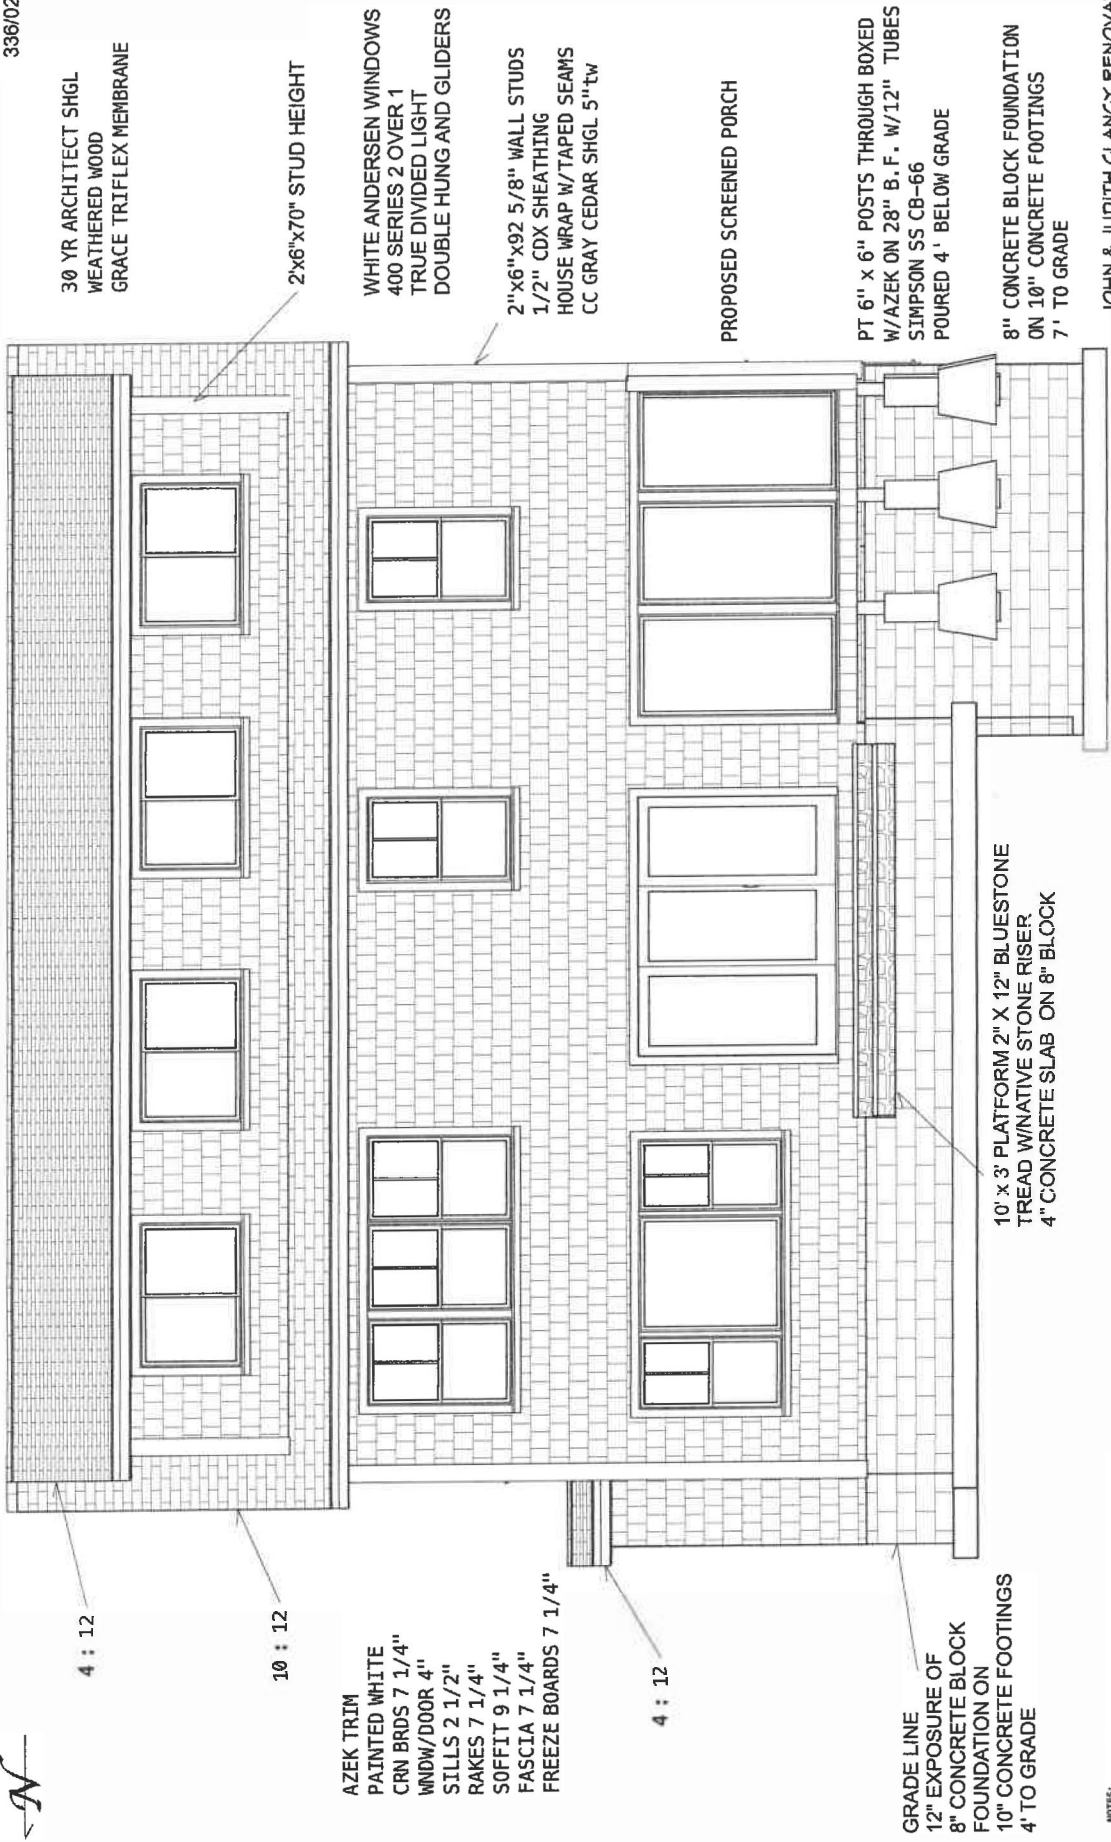 336/02
30 YR ARCHITECT SHGL
WEATHERED WOOD
GRACE TRIFLEX MEMBRANE
2'x6"x70" STUD HEIGHT
WHITE ANDERSEN WINDOWS
400 SERIES 2 OVER 1
TRUE DIVIDED LIGHT
DOUBLE HUNG AND GLIDERS
2"x6"x92 5/8" WALL STUDS
1/2" CDX SHEATHING
HOUSE WRAP W/TAPED SEAMS
CC GRAY CEDAR SHGL 5"tw
PROPOSED SCREENED PORCH
PT 6" x 6" POSTS THROUGH BOXED
W/AZEK ON 28" B.F. W/12" TUBES
SIMPSON SS CB-66
POURED 4' BELOW GRADE
8" CONCRETE BLOCK FOUNDATION
ON 10" CONCRETE FOOTINGS
7' TO GRADE
10' x 3' PLATFORM 2" X 12" BLUESTONE
TREAD W/NATIVE STONE RISER
4" CONCRETE SLAB ON 8" BLOCK
N
4 : 12
10 : 12
AZEK TRIM
PAINTED WHITE
CRN BRDS 7 1/4"
WNDW/DOOR 4"
SILLS 2 1/2"
RAKES 7 1/4"
SOFFIT 9 1/4"
FASCIA 7 1/4"
FREEZE BOARDS 7 1/4"
4 : 12
GRADE LINE
12" EXPOSURE OF
8" CONCRETE BLOCK
FOUNDATION ON
10" CONCRETE FOOTINGS
4' TO GRADE
NOTES:
JOHN & JUDITH CLANCY RENOVA